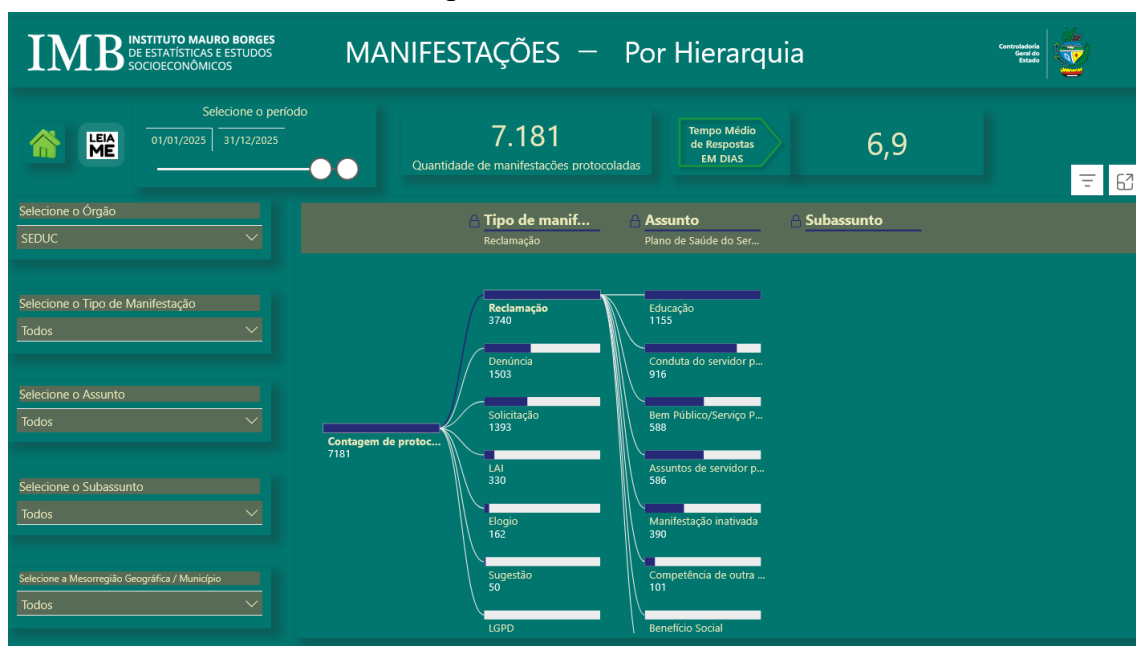 IMB
INSTITUTO MAURO BORGES
DE ESTATÍSTICAS E ESTUDOS
SOCIOECONÔMICOS
MANIFESTAÇÕES – Por Hierarquia
Controladoria
Geral do
Estado
LEIA
ME
Selecione o período
01/01/2025 31/12/2025
7.181
Quantidade de manifestações protocoladas
Tempo Médio
de Respostas
EM DIAS
6,9
Selecione o Órgão
SEDUC
Selecione o Tipo de Manifestação
Todos
Selecione o Assunto
Todos
Selecione o Subassunto
Todos
Selecione a Mesorregião Geográfica / Município
Todos
Tipo de manif...
Reclamação
Assunto
Plano de Saúde do Ser...
Subassunto
Contagem de protoc...
7181
Reclamação
3740
Denúncia
1503
Solicitação
1393
LAI
330
Elogio
162
Sugestão
50
LGPD
Educação
1155
Conduta do servidor p...
916
Bem Público/Serviço P...
588
Assuntos de servidor p...
586
Manifestação inativada
390
Competência de outra ...
101
Benefício Social